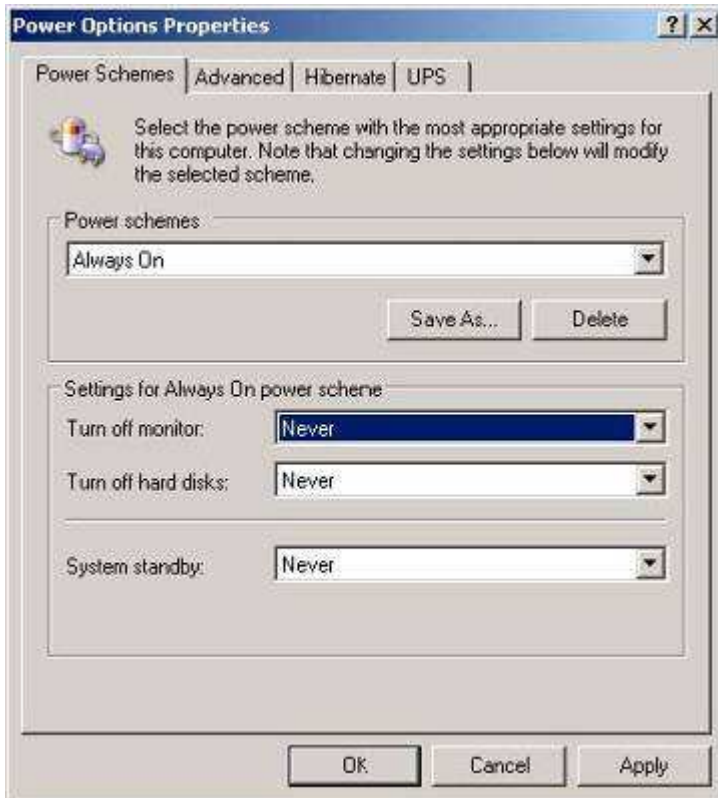 Power Options Properties
Power Schemes Advanced Hibernate UPS
Select the power scheme with the most appropriate settings for
this computer. Note that changing the settings below will modify
the selected scheme.
Power schemes
Always On
Save As... Delete
Settings for Always On power scheme
Turn off monitor: Never
Turn off hard disks: Never
System standby: Never
OK Cancel Apply